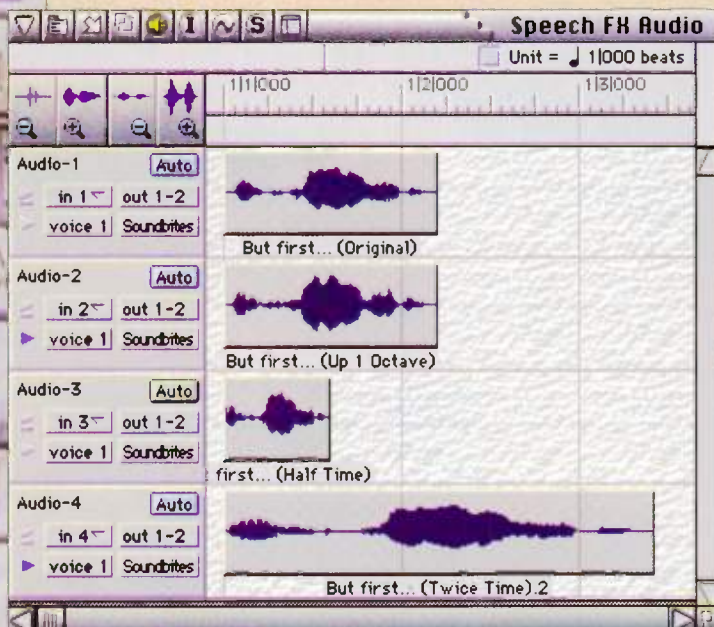 I S
Speech FX Audio
Unit = 1|000 beats
1|1|000 1|2|000 1|3|000
Audio-1 Auto
in 1 out 1-2
voice 1 Soundbites
But first... (Original)
Audio-2 Auto
in 2 out 1-2
voice 1 Soundbites
But first... (Up 1 Octave)
Audio-3 Auto
in 3 out 1-2
voice 1 Soundbites
first... (Half Time)
Audio-4 Auto
in 4 out 1-2
voice 1 Soundbites
But first... (Twice Time).2